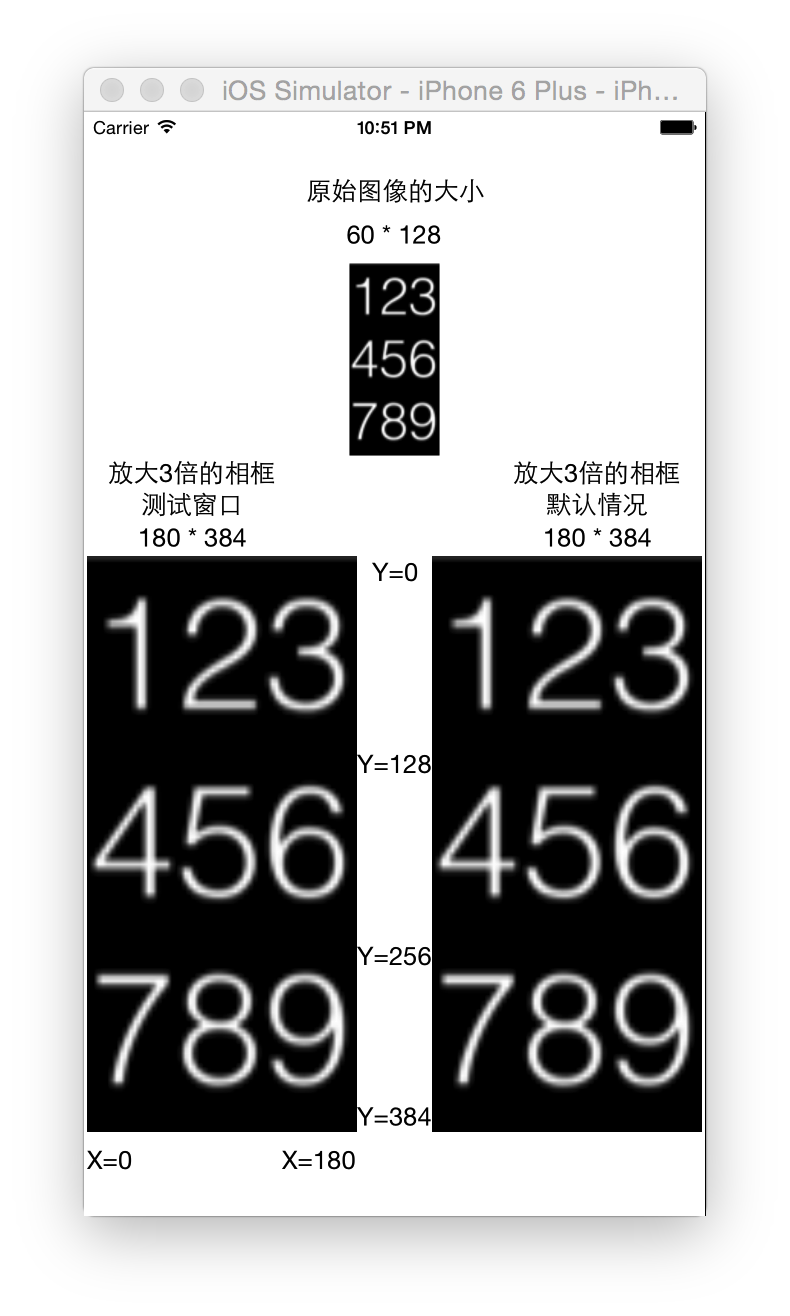 iOS Simulator - iPhone 6 Plus - iPh...
Carrier
10:51 PM
原始图像的大小
60 * 128
123
456
789
放大3倍的相框
测试窗口
180 * 384
放大3倍的相框
默认情况
180 * 384
123
456
789
Y=0
Y=128
Y=256
Y=384
123
456
789
X=0
X=180